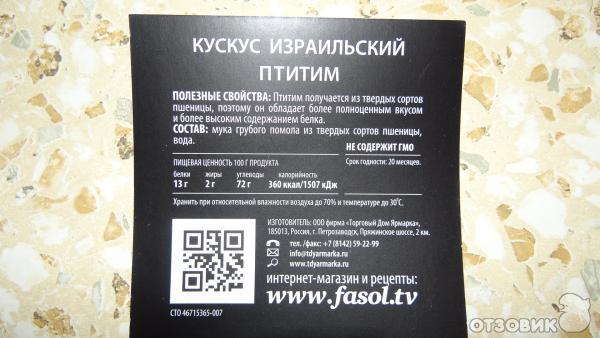 КУСКУС ИЗРАИЛЬСКИЙ
ПТИТИМ
ПОЛЕЗНЫЕ СВОЙСТВА: Птитим получается из твердых сортов
пшеницы, поэтому он обладает более полноценным вкусом
и более высоким содержанием белка.
СОСТАВ: мука грубого помола из твердых сортов пшеницы,
вода.
НЕ СОДЕРЖИТ ГМО
ПИЩЕВАЯ ЦЕННОСТЬ 100 Г ПРОДУКТА
Срок годности: 20 месяцев.
белки жиры углеводы калорийность
13 г 2 г 72 г 360 ккал/1507 кДж
Хранить при относительной влажности воздуха до 70% и температуре до 30°С.
ИЗГОТОВИТЕЛЬ: ООО фирма «Торговый Дом Ярмарка»,
185013, Россия, г. Петрозаводск, Пряжинское шоссе, 2 км.
тел./факс: +7 (8142) 59-22-99
info@tdyarmarka.ru
www.tdyarmarka.ru
интернет-магазин и рецепты:
www.fasol.tv
СТО 46715365-007
ОТЗОВИК